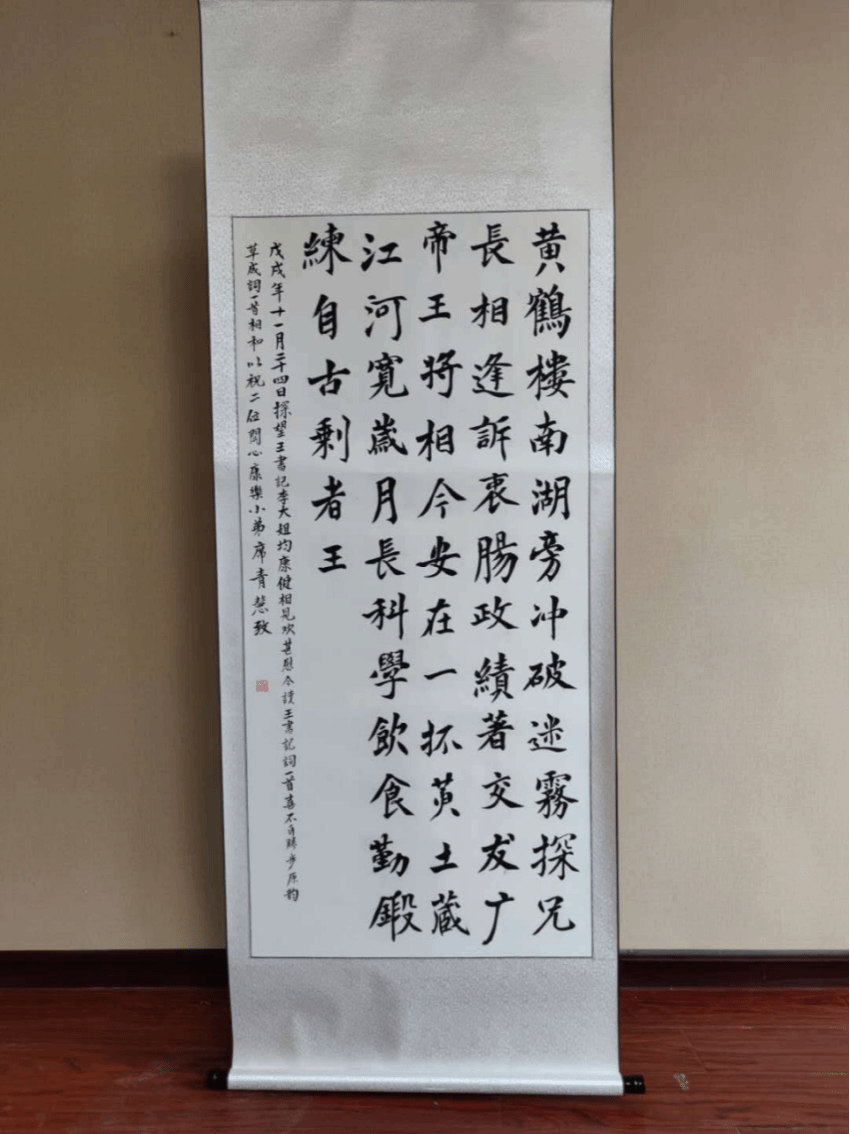 黄鶴樓南湖旁冲破迷霧探兄
長相逢訴衷腸政績著交友广
帝王將相今安在一抔黄土蔵
江河寬歲月長科學飲食勤鍛
練自古剩者王
戊戌年十一月二十四日探望王書記李大姐均康健相見欢甚慰今讀王書記詞一首喜不自勝步原韵
草成詞一首相和以祝二位開心康樂小弟席青慧致